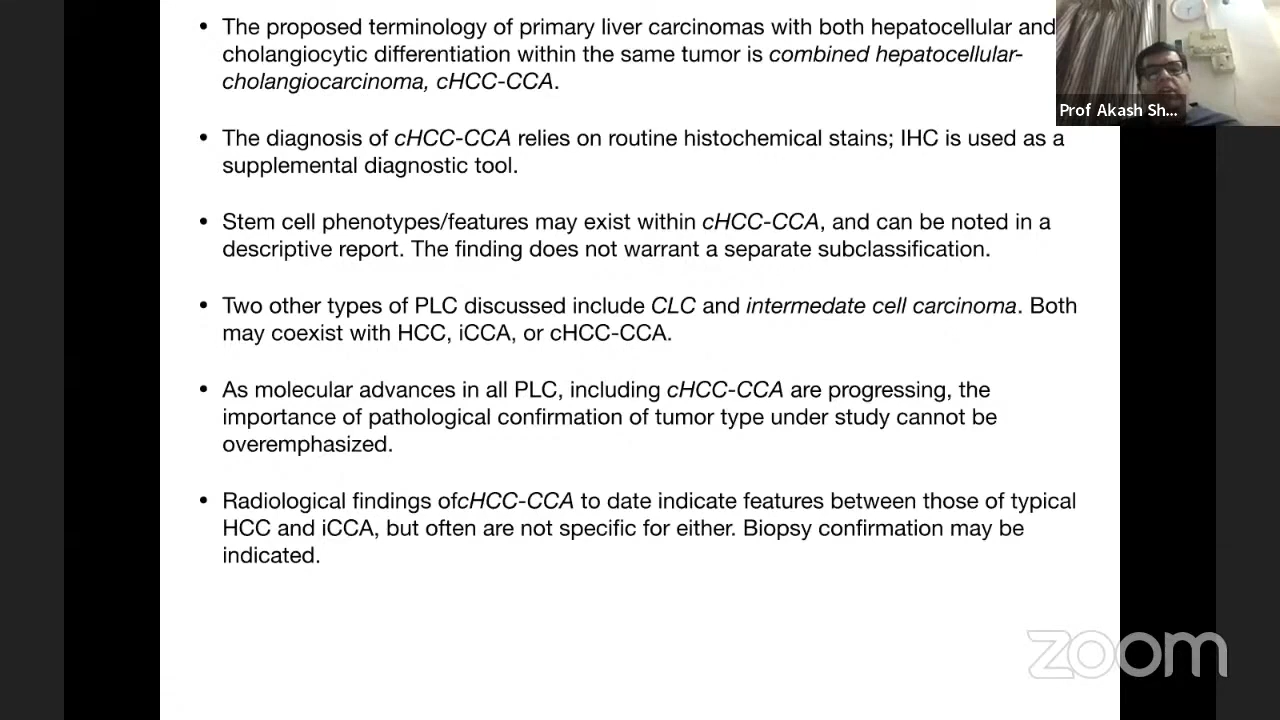 • The proposed terminology of primary liver carcinomas with both hepatocellular and
cholangiocytic differentiation within the same tumor is combined hepatocellular-
cholangiocarcinoma, cHCC-CCA.
• The diagnosis of cHCC-CCA relies on routine histochemical stains; IHC is used as a
supplemental diagnostic tool.
• Stem cell phenotypes/features may exist within cHCC-CCA, and can be noted in a
descriptive report. The finding does not warrant a separate subclassification.
• Two other types of PLC discussed include CLC and intermedate cell carcinoma. Both
may coexist with HCC, iCCA, or cHCC-CCA.
• As molecular advances in all PLC, including cHCC-CCA are progressing, the
importance of pathological confirmation of tumor type under study cannot be
overemphasized.
• Radiological findings ofcHCC-CCA to date indicate features between those of typical
HCC and iCCA, but often are not specific for either. Biopsy confirmation may be
indicated.
Prof Akash Sh...
zoom